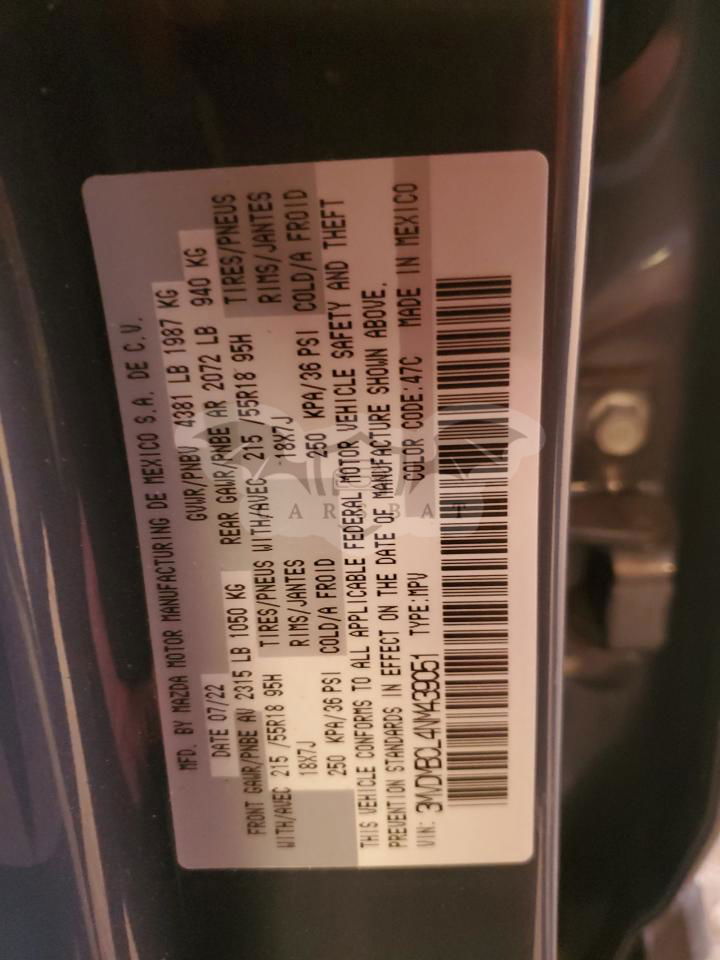 MFD. BY MAZDA MOTOR MANUFACTURING DE MEXICO S.A. DE C.V.
DATE 07/22 GVWR/PNBV 4381 LB 1987 KG
FRONT GAWR/PNBE AV 2315 LB 1050 KG REAR GAWR/PNBE AR 2072 LB 940 KG
WITH/AVEC 215 /55R18 95H TIRES/PNEUS WITH/AVEC 215 /55R18 95H TIRES/PNEUS
18X7J RIMS/JANTES 18X7J RIMS/JANTES
250 KPA/36 PSI COLD/A FROID 250 KPA/36 PSI COLD/A FROID
THIS VEHICLE CONFORMS TO ALL APPLICABLE FEDERAL MOTOR VEHICLE SAFETY AND THEFT
PREVENTION STANDARDS IN EFFECT ON THE DATE OF MANUFACTURE SHOWN ABOVE.
VIN: 3MVDMBCL4NM439051 TYPE:MPV COLOR CODE:47C MADE IN MEXICO